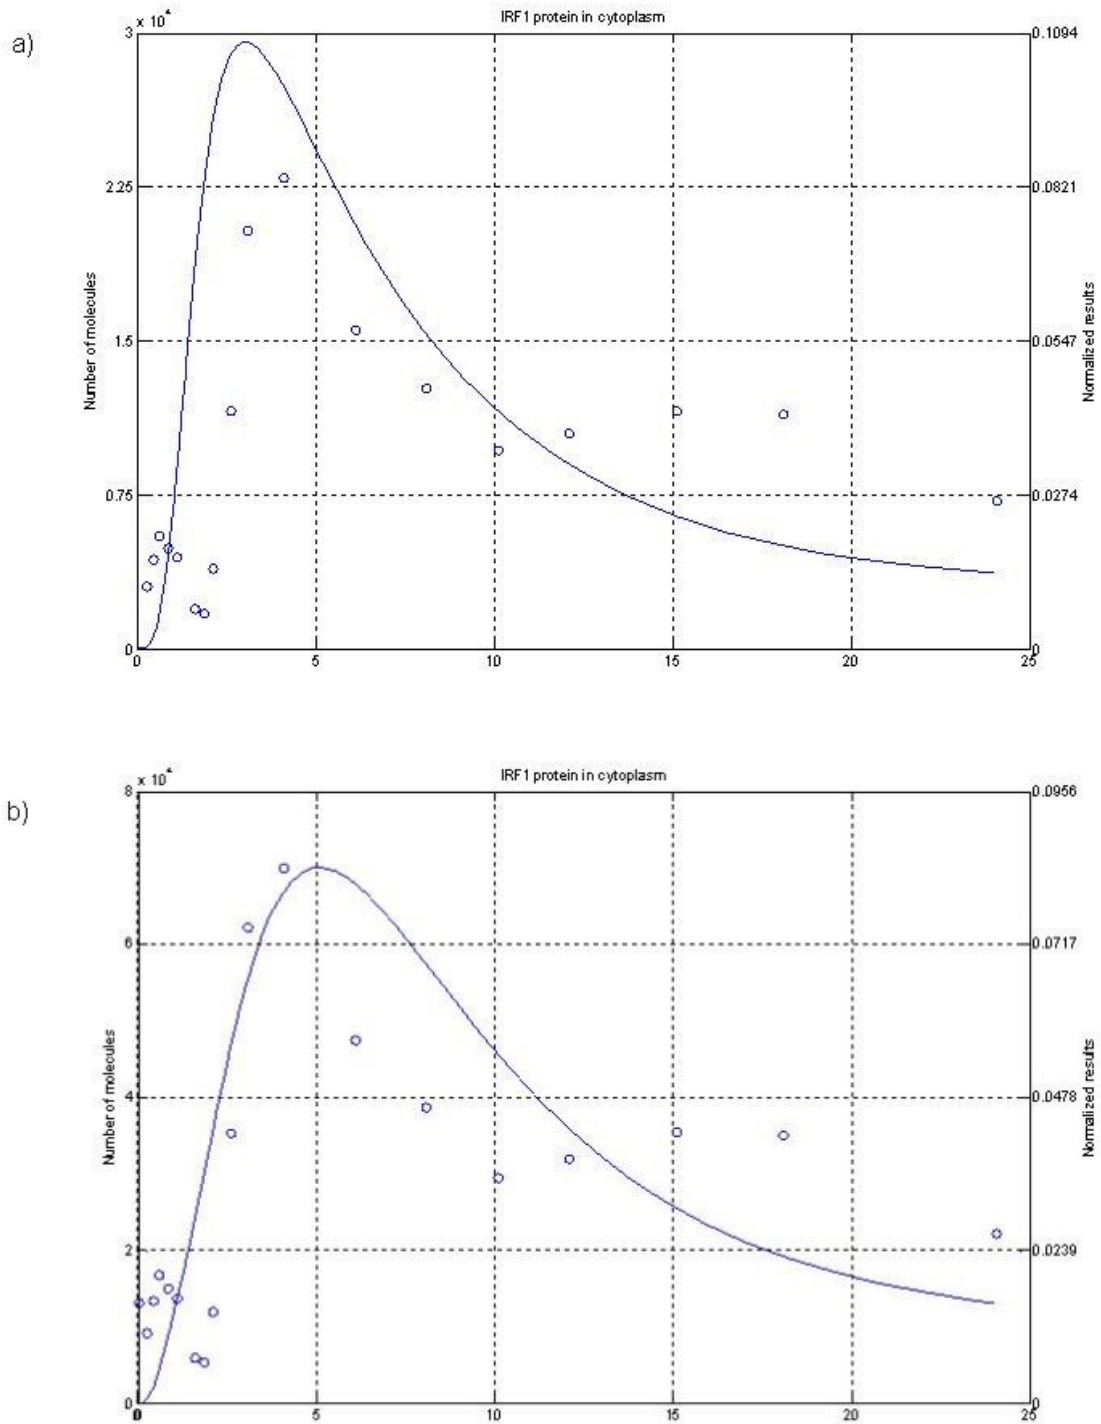 a)
IRF1 protein in cytoplasm
x 10⁴
Number of molecules
3
2.25
1.5
0.75
0
0.1094
0.0821
0.0547
0.0274
0
Normalized results
0 5 10 15 20 25
b)
IRF1 protein in cytoplasm
x 10⁴
Number of molecules
8
6
4
2
0
0.0956
0.0717
0.0478
0.0239
0
Normalized results
0 5 10 15 20 25